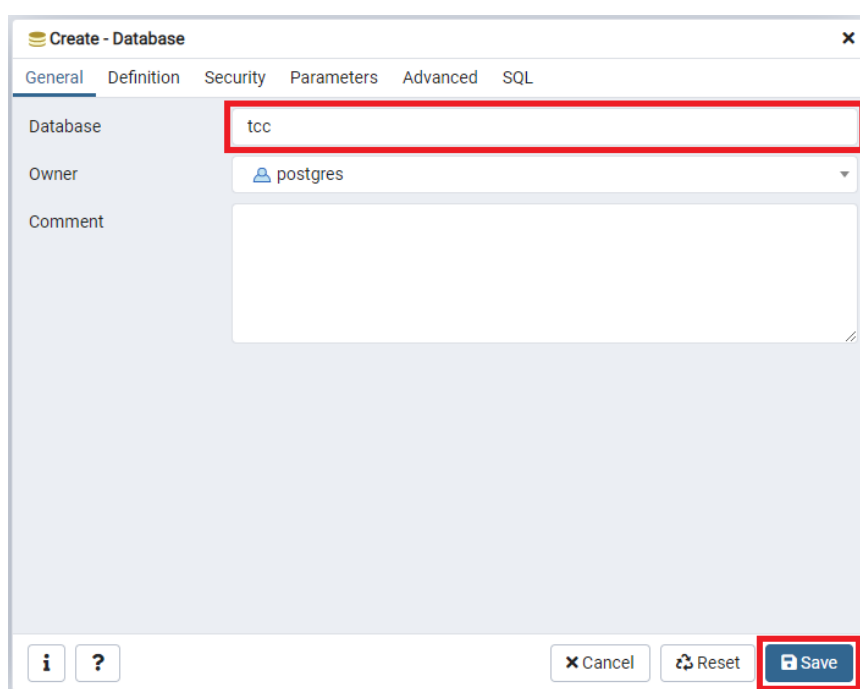 Create - Database
General Definition Security Parameters Advanced SQL
Database tcc
Owner postgres
Comment
i ? Cancel Reset Save